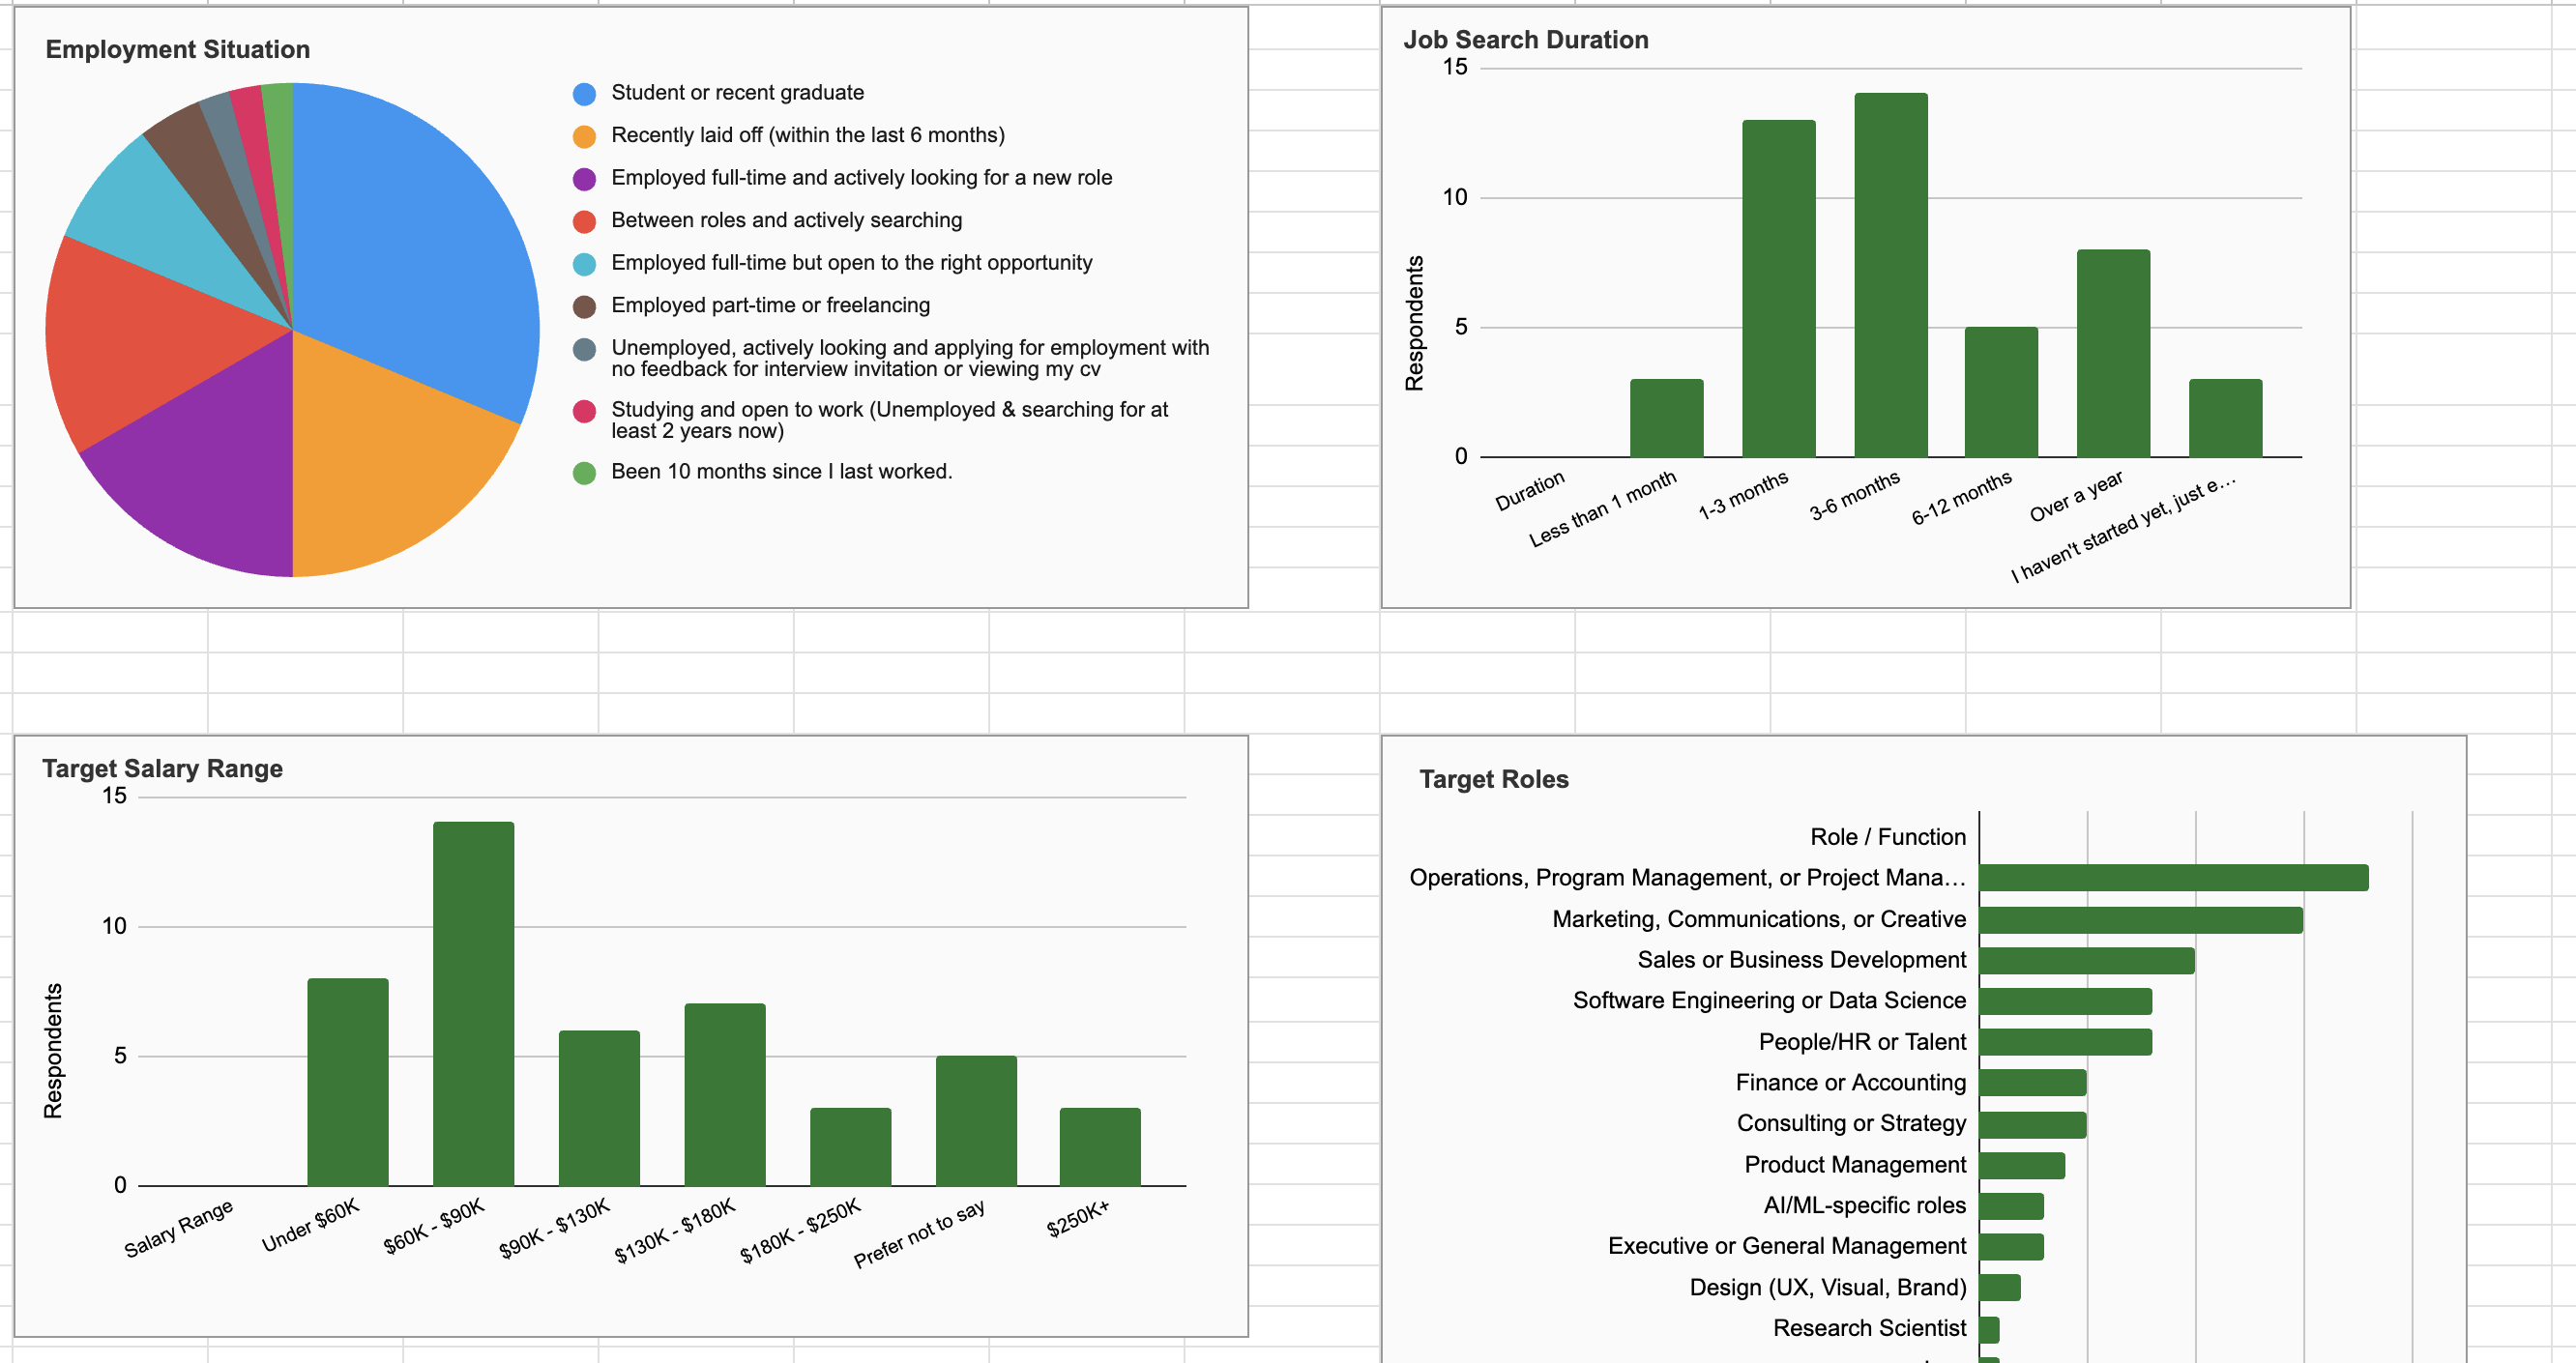 Employment Situation
Student or recent graduate
Recently laid off (within the last 6 months)
Employed full-time and actively looking for a new role
Between roles and actively searching
Employed full-time but open to the right opportunity
Employed part-time or freelancing
Unemployed, actively looking and applying for employment with
no feedback for interview invitation or viewing my cv
Studying and open to work (Unemployed & searching for at
least 2 years now)
Been 10 months since I last worked.
Job Search Duration
15
10
5
0
Respondents
Duration
Less than 1 month
1-3 months
3-6 months
6-12 months
Over a year
I haven't started yet, just e…
Target Salary Range
15
10
5
0
Respondents
Salary Range
Under $60K
$60K - $90K
$90K - $130K
$130K - $180K
$180K - $250K
Prefer not to say
$250K+
Target Roles
Role / Function
Operations, Program Management, or Project Mana…
Marketing, Communications, or Creative
Sales or Business Development
Software Engineering or Data Science
People/HR or Talent
Finance or Accounting
Consulting or Strategy
Product Management
AI/ML-specific roles
Executive or General Management
Design (UX, Visual, Brand)
Research Scientist